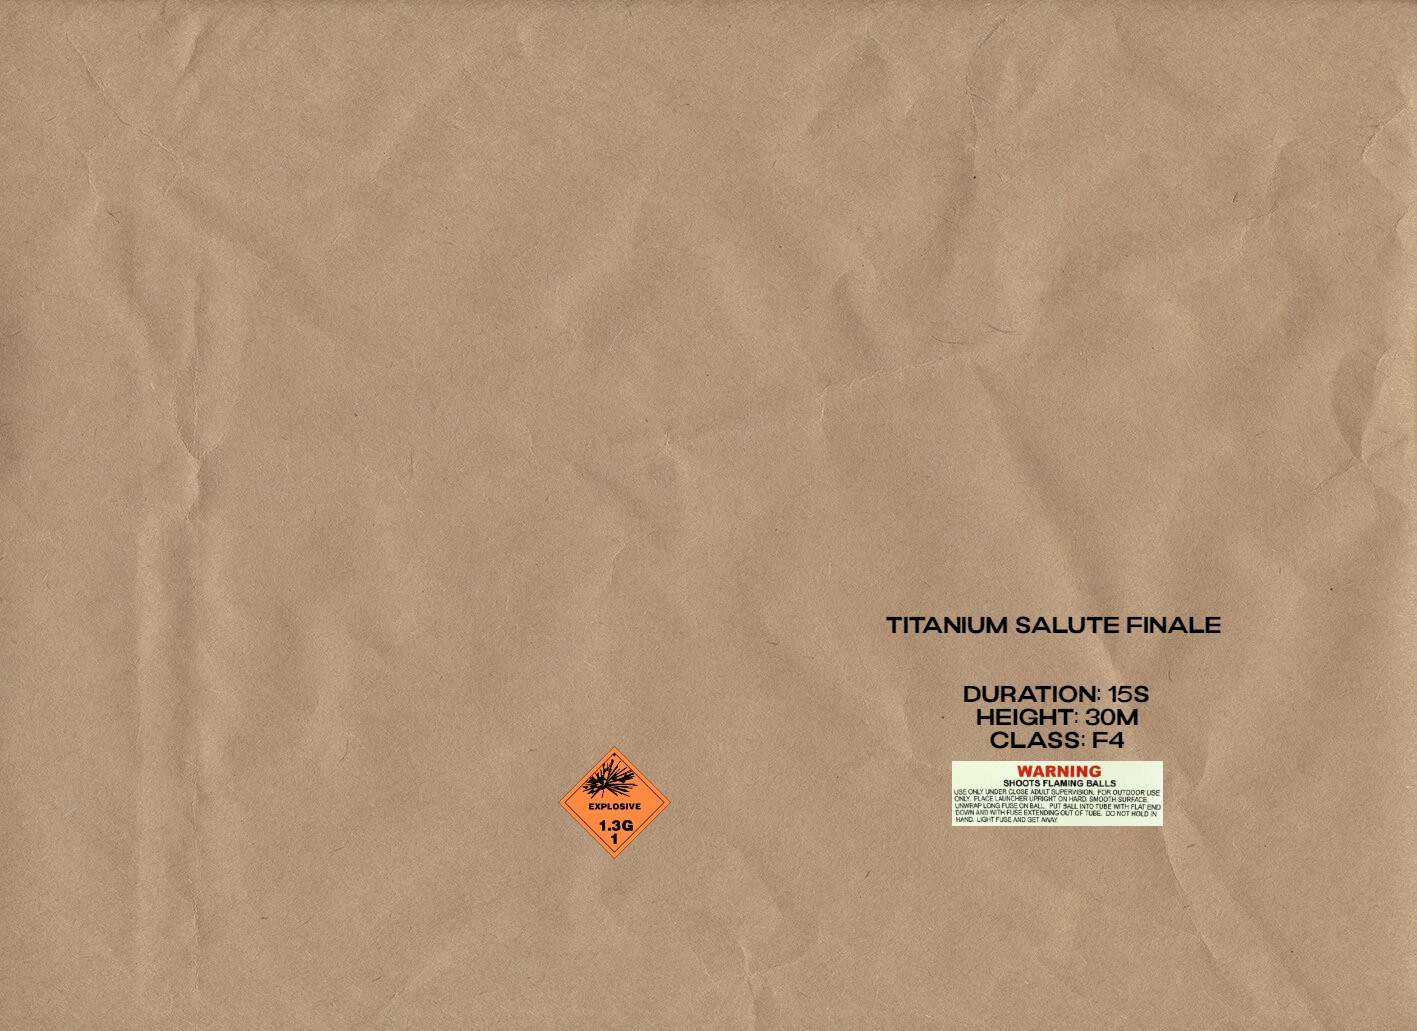 TITANIUM SALUTE FINALE
DURATION: 15S
HEIGHT: 30M
CLASS: F4
WARNING
SHOOTS FLAMING BALLS
USE ONLY UNDER CLOSE ADULT SUPERVISION. FOR OUTDOOR USE
ONLY. PLACE LAUNCHER UPRIGHT ON HARD, SMOOTH SURFACE.
UNWRAP LONG FUSE ON BALL. PUT BALL INTO TUBE WITH FLAT END
DOWN AND WITH FUSE EXTENDING OUT OF TUBE. DO NOT HOLD IN
HAND. LIGHT FUSE AND GET AWAY.
EXPLOSIVE
1.3G
1